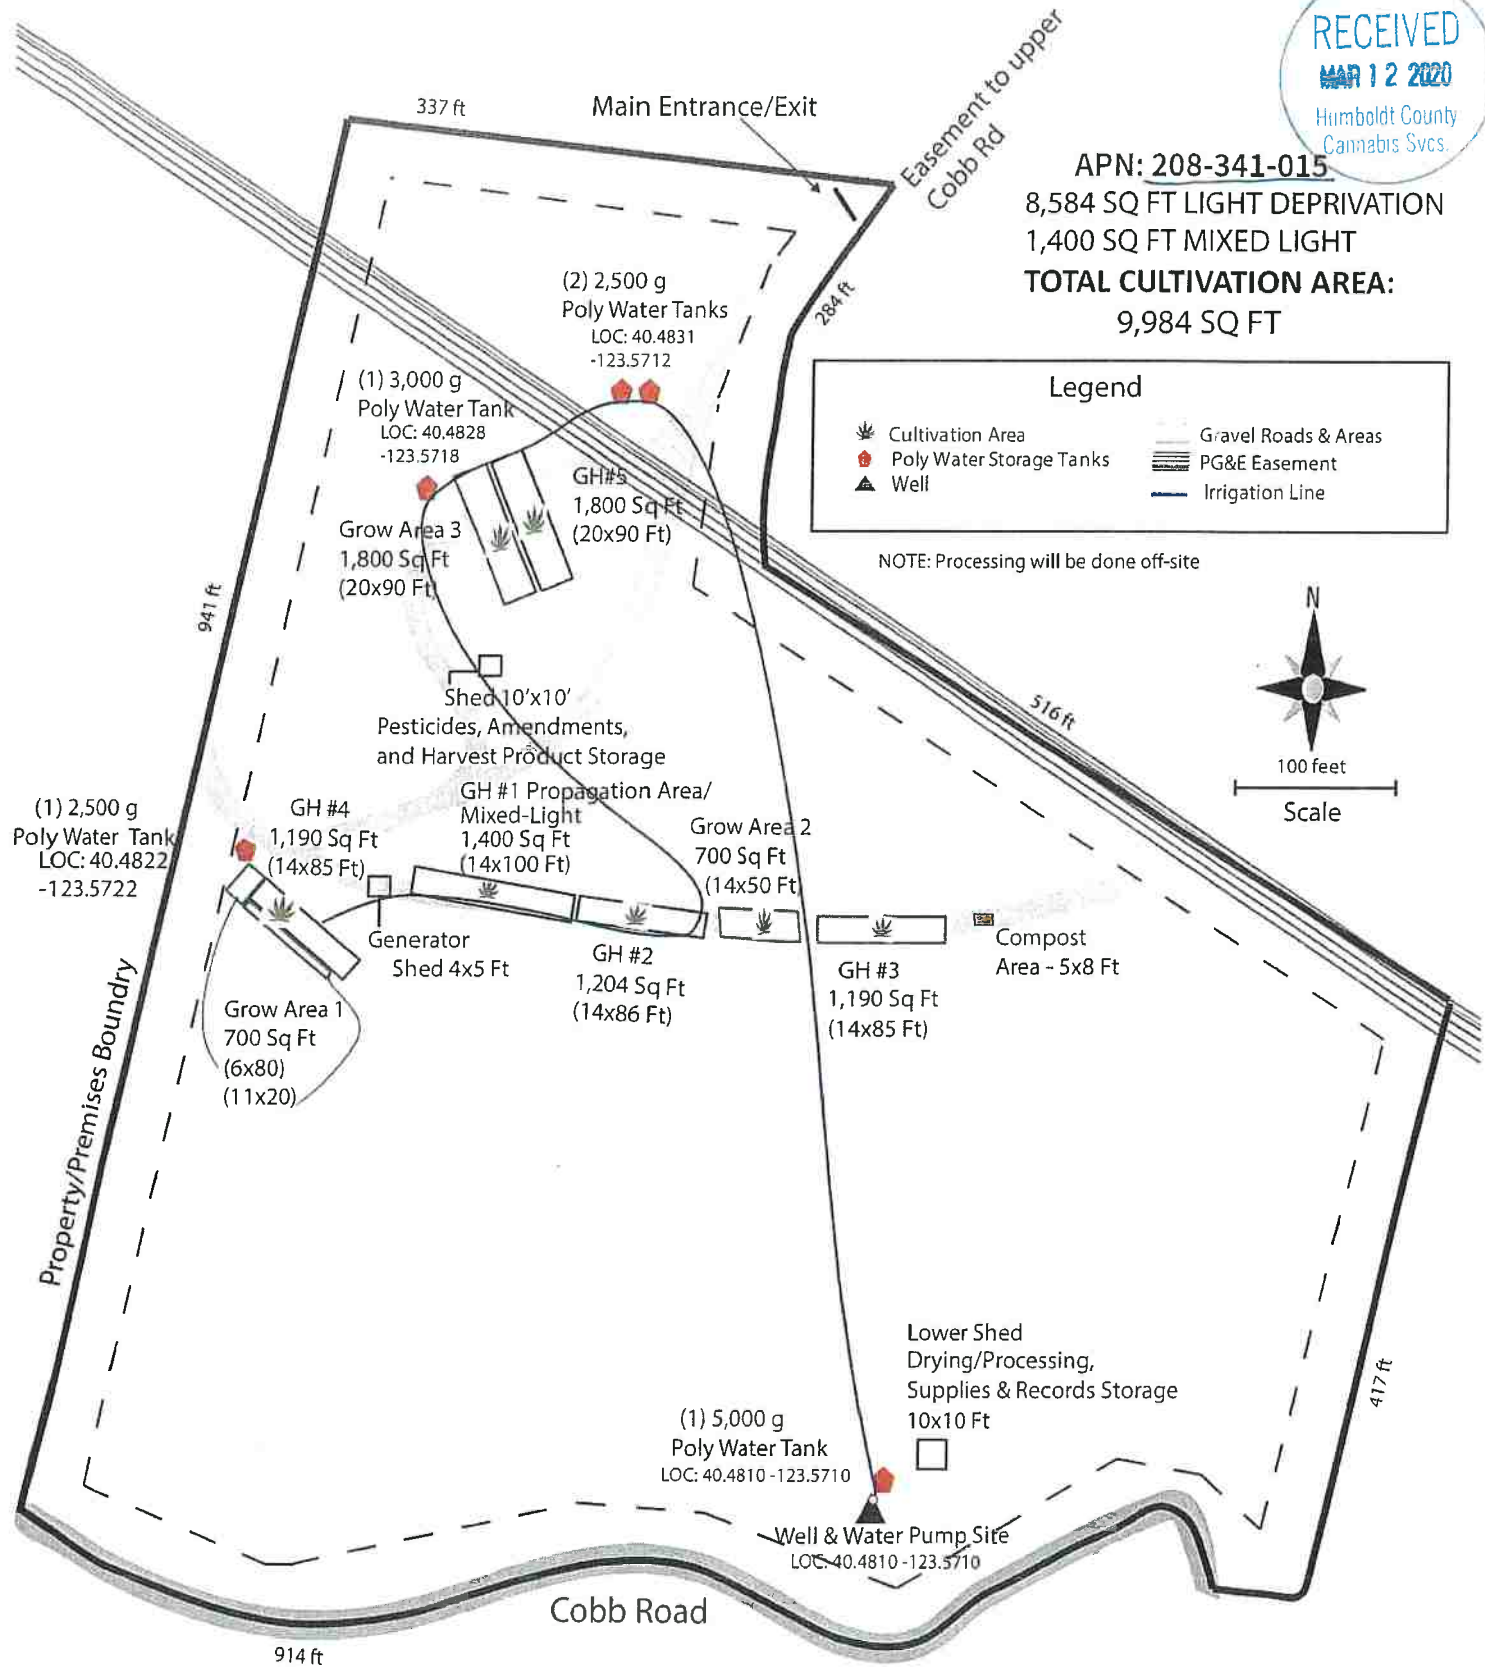 RECEIVED
MAR 12 2020
Humboldt County
Cannabis Svcs.
337 ft
Main Entrance/Exit
Easement to upper
Cobb Rd
APN: 208-341-015
8,584 SQ FT LIGHT DEPRIVATION
1,400 SQ FT MIXED LIGHT
TOTAL CULTIVATION AREA:
9,984 SQ FT
284 ft
(2) 2,500 g
Poly Water Tanks
LOC: 40.4831
-123.5712
(1) 3,000 g
Poly Water Tank
LOC: 40.4828
-123.5718
Legend
Cultivation Area
Poly Water Storage Tanks
Well
Gravel Roads & Areas
PG&E Easement
Irrigation Line
NOTE: Processing will be done off-site
GH#5
1,800 Sq Ft
(20x90 Ft)
Grow Area 3
1,800 Sq Ft
(20x90 Ft)
941 ft
N
100 feet
Scale
516 ft
Shed 10'x10'
Pesticides, Amendments,
and Harvest Product Storage
GH #1 Propagation Area/
Mixed-Light
1,400 Sq Ft
(14x100 Ft)
(1) 2,500 g
Poly Water Tank
LOC: 40.4822
-123.5722
GH #4
1,190 Sq Ft
(14x85 Ft)
Grow Area 2
700 Sq Ft
(14x50 Ft)
Generator
Shed 4x5 Ft
GH #2
1,204 Sq Ft
(14x86 Ft)
GH #3
1,190 Sq Ft
(14x85 Ft)
Compost
Area - 5x8 Ft
Grow Area 1
700 Sq Ft
(6x80)
(11x20)
Property/Premises Boundry
Lower Shed
Drying/Processing,
Supplies & Records Storage
10x10 Ft
417 ft
(1) 5,000 g
Poly Water Tank
LOC: 40.4810 -123.5710
Well & Water Pump Site
LOC: 40.4810 -123.5710
Cobb Road
914 ft